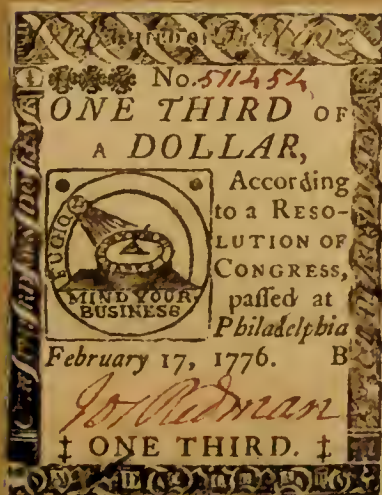 No. 511454
ONE THIRD OF
A DOLLAR,
According
to a RESO-
LUTION OF
CONGRESS,
paſſed at
Philadelphia
February 17, 1776. B
FUGIO
MIND YOUR
BUSINESS
Jos Redman
‡ ONE THIRD. ‡